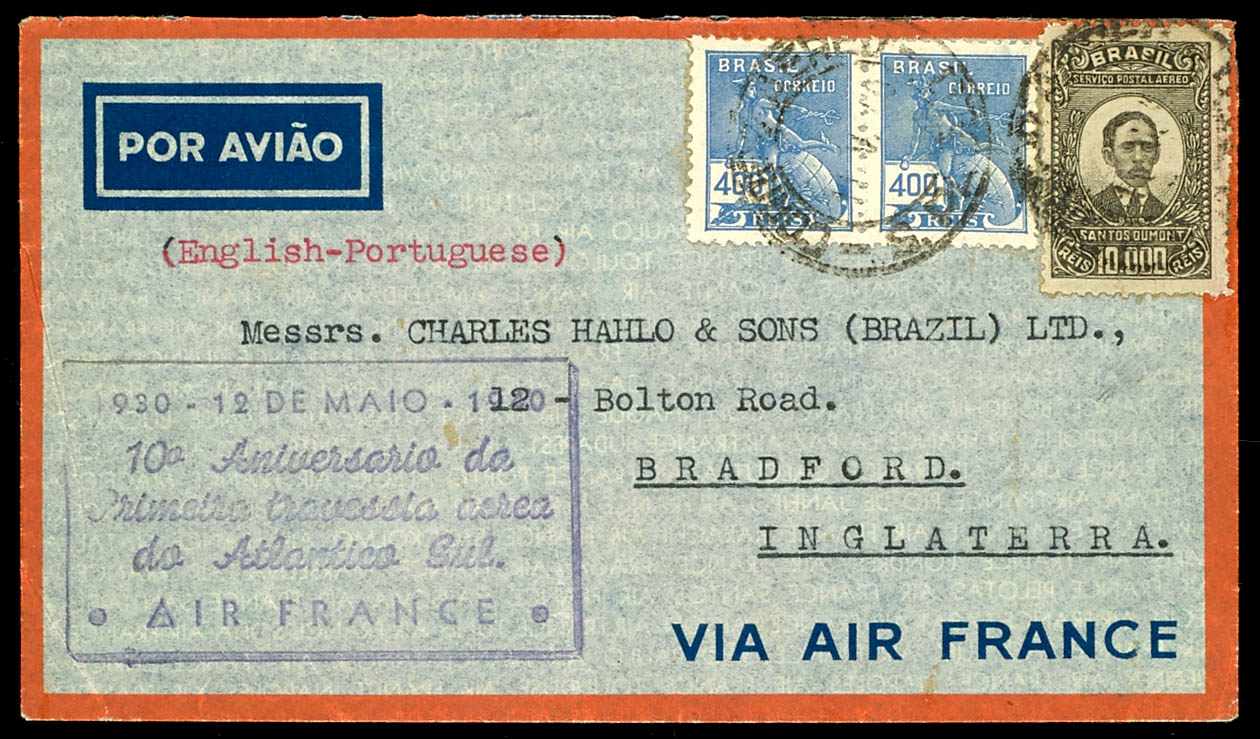 POR AVIÃO
(English-Portuguese)
BRASIL
CORREIO
400
REIS
BRASIL
CORREIO
400
REIS
BRASIL
SERVIÇO POSTAL AEREO
SANTOS DUMONT
REIS 10.000 REIS
Messrs. CHARLES HAHLO & SONS (BRAZIL) LTD.,
12 - Bolton Road.
BRADFORD.
INGLATERRA.
1930 - 12 DE MAIO - 1940
10º Aniversario da
Primeira travessia aerea
do Atlantico Sul.
AIR FRANCE
VIA AIR FRANCE